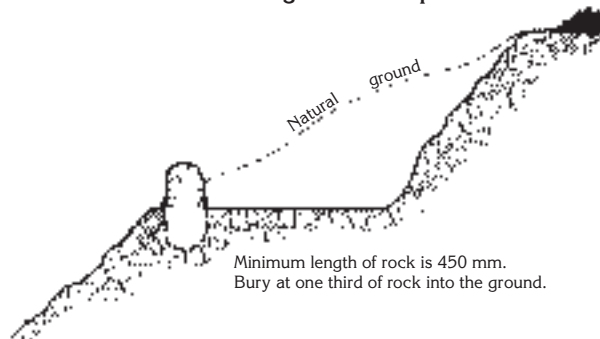 Natural ground
Minimum length of rock is 450 mm.
Bury at one third of rock into the ground.